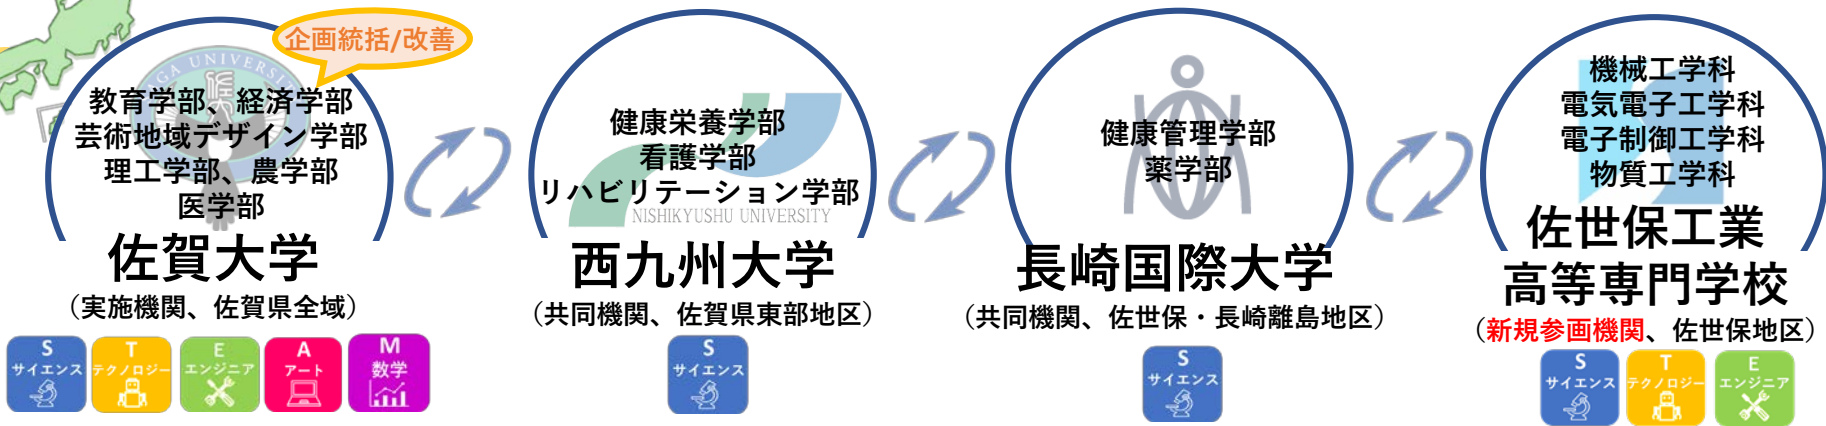 企画統括/改善
SAGA UNIVERSITY
教育学部、経済学部
芸術地域デザイン学部
理工学部、農学部
医学部
佐賀大学
（実施機関、佐賀県全域）
S
サイエンス
T
テクノロジー
E
エンジニア
A
アート
M
数学
健康栄養学部
看護学部
リハビリテーション学部
NISHIKYUSHU UNIVERSITY
西九州大学
（共同機関、佐賀県東部地区）
S
サイエンス
健康管理学部
薬学部
長崎国際大学
（共同機関、佐世保・長崎離島地区）
S
サイエンス
機械工学科
電気電子工学科
電子制御工学科
物質工学科
佐世保工業
高等専門学校
（新規参画機関、佐世保地区）
S
サイエンス
T
テクノロジー
E
エンジニア